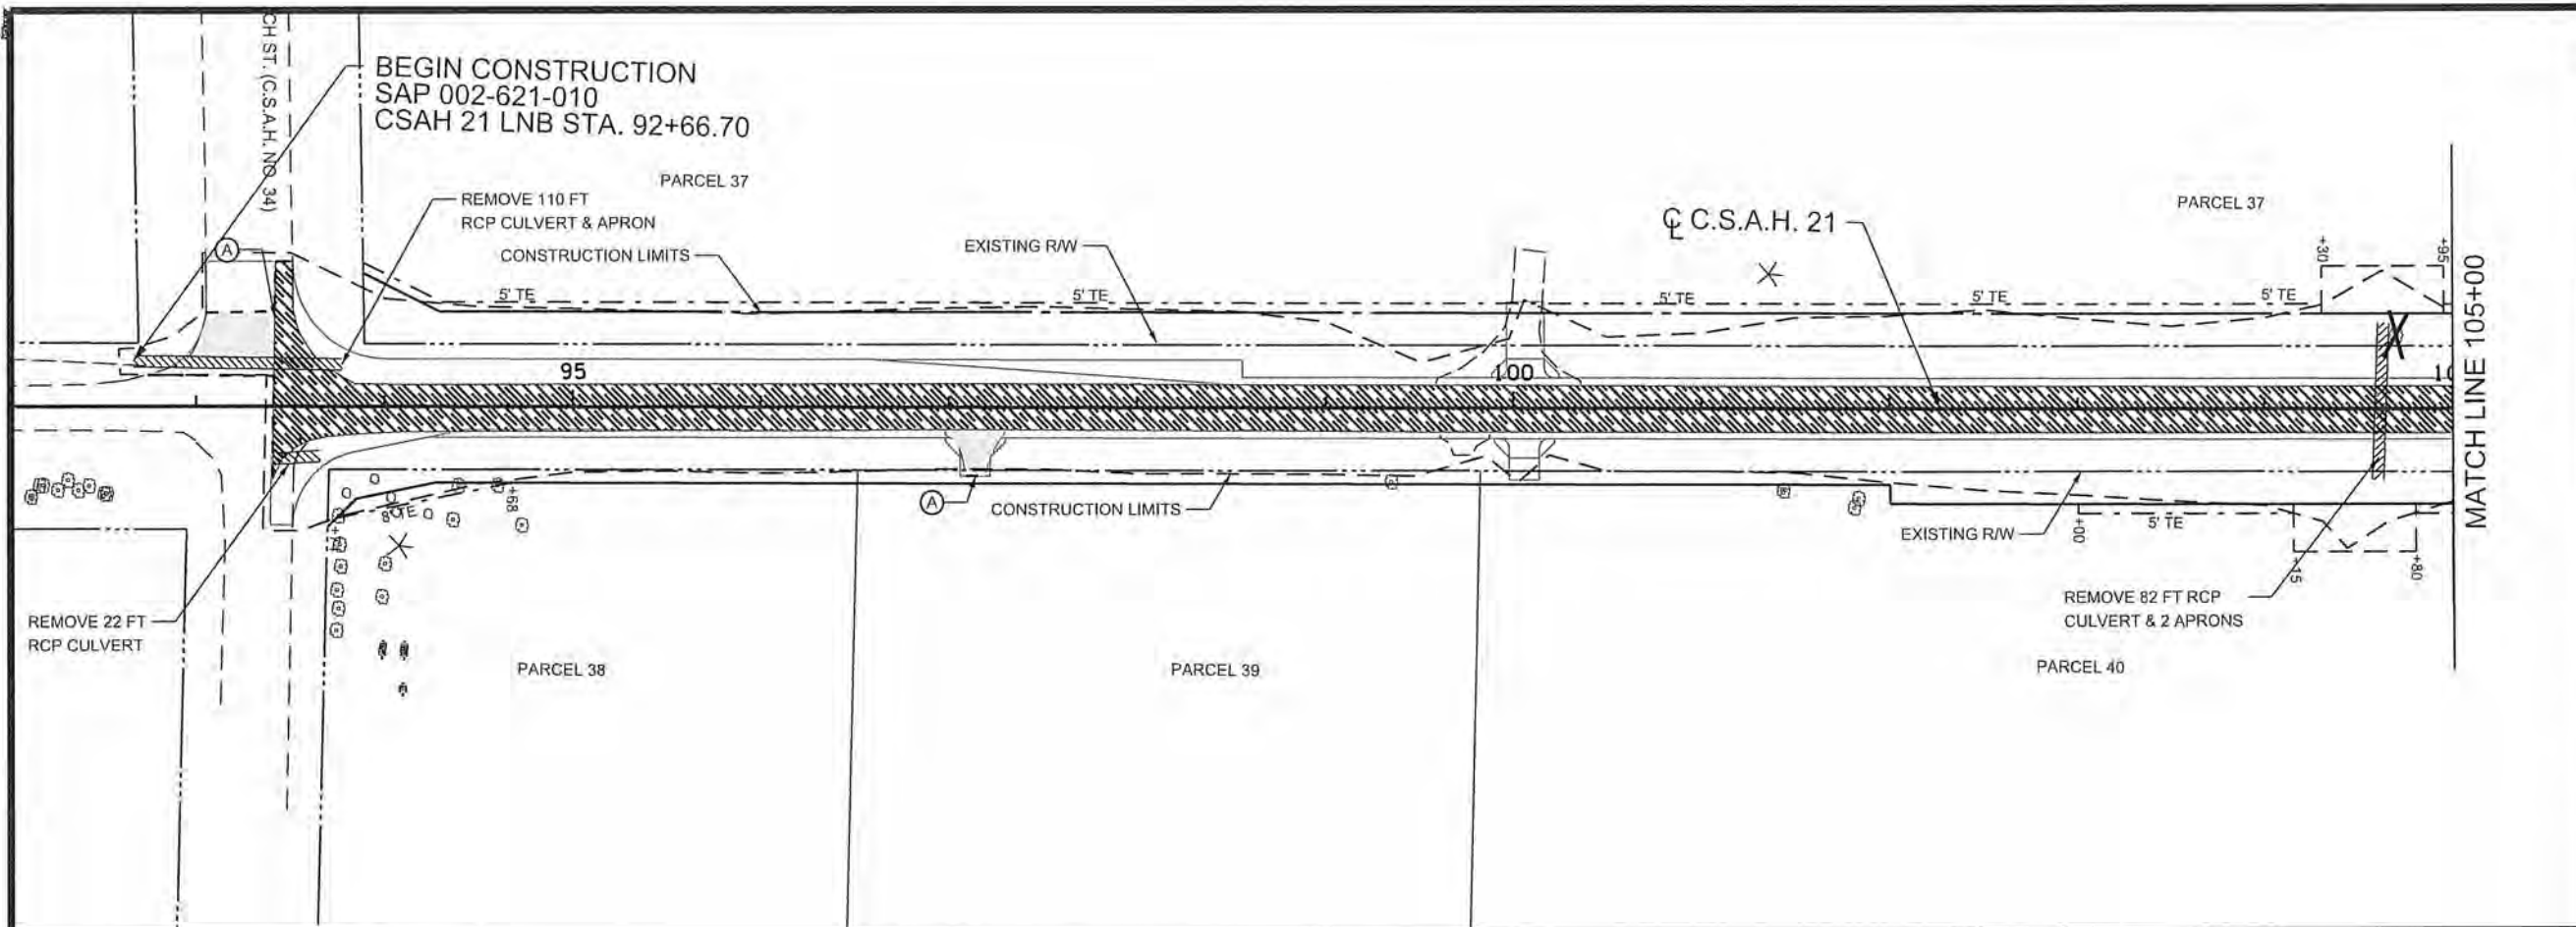 CH ST. (C.S.A.H. NO. 34)
BEGIN CONSTRUCTION
SAP 002-621-010
CSAH 21 LNB STA. 92+66.70
PARCEL 37
REMOVE 110 FT
RCP CULVERT & APRON
CONSTRUCTION LIMITS
EXISTING R/W
℄ C.S.A.H. 21
PARCEL 37
+30
+95
A
5' TE
5' TE
5' TE
5' TE
5' TE
MATCH LINE 105+00
95
100
10
A
CONSTRUCTION LIMITS
+68
TE
EXISTING R/W
+00
5' TE
+15
+80
REMOVE 22 FT
RCP CULVERT
REMOVE 82 FT RCP
CULVERT & 2 APRONS
PARCEL 38
PARCEL 39
PARCEL 40